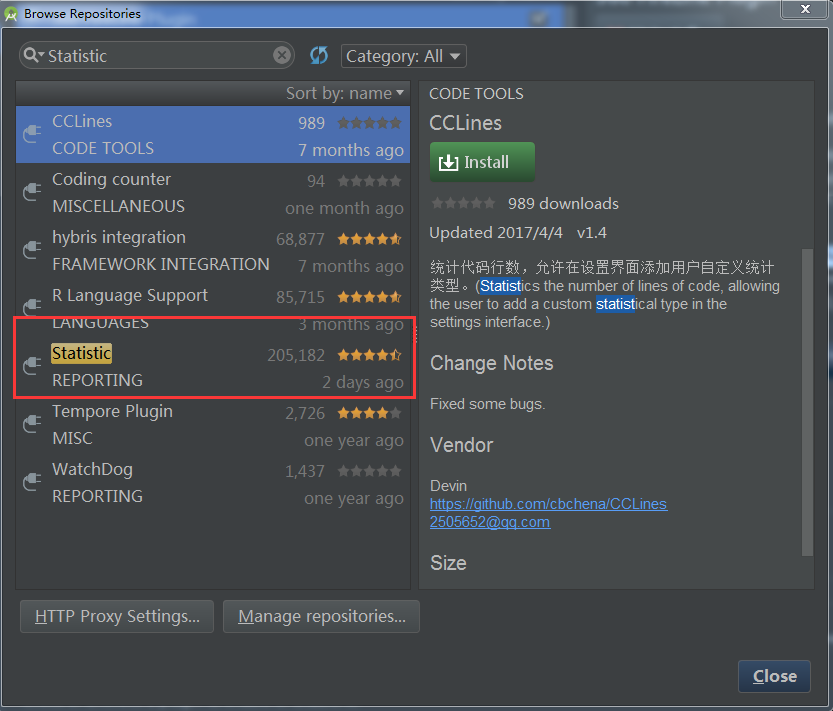 Browse Repositories
Statistic
Category: All
Sort by: name
CCLines 989
CODE TOOLS 7 months ago
Coding counter 94
MISCELLANEOUS one month ago
hybris integration 68,877
FRAMEWORK INTEGRATION 7 months ago
R Language Support 85,715
LANGUAGES 3 months ago
Statistic 205,182
REPORTING 2 days ago
Tempore Plugin 2,726
MISC one year ago
WatchDog 1,437
REPORTING one year ago
CODE TOOLS
CCLines
Install
989 downloads
Updated 2017/4/4 v1.4
统计代码行数，允许在设置界面添加用户自定义统计
类型。(Statistics the number of lines of code, allowing
the user to add a custom statistical type in the
settings interface.)
Change Notes
Fixed some bugs.
Vendor
Devin
https://github.com/cbchena/CCLines
2505652@qq.com
Size
HTTP Proxy Settings...
Manage repositories...
Close